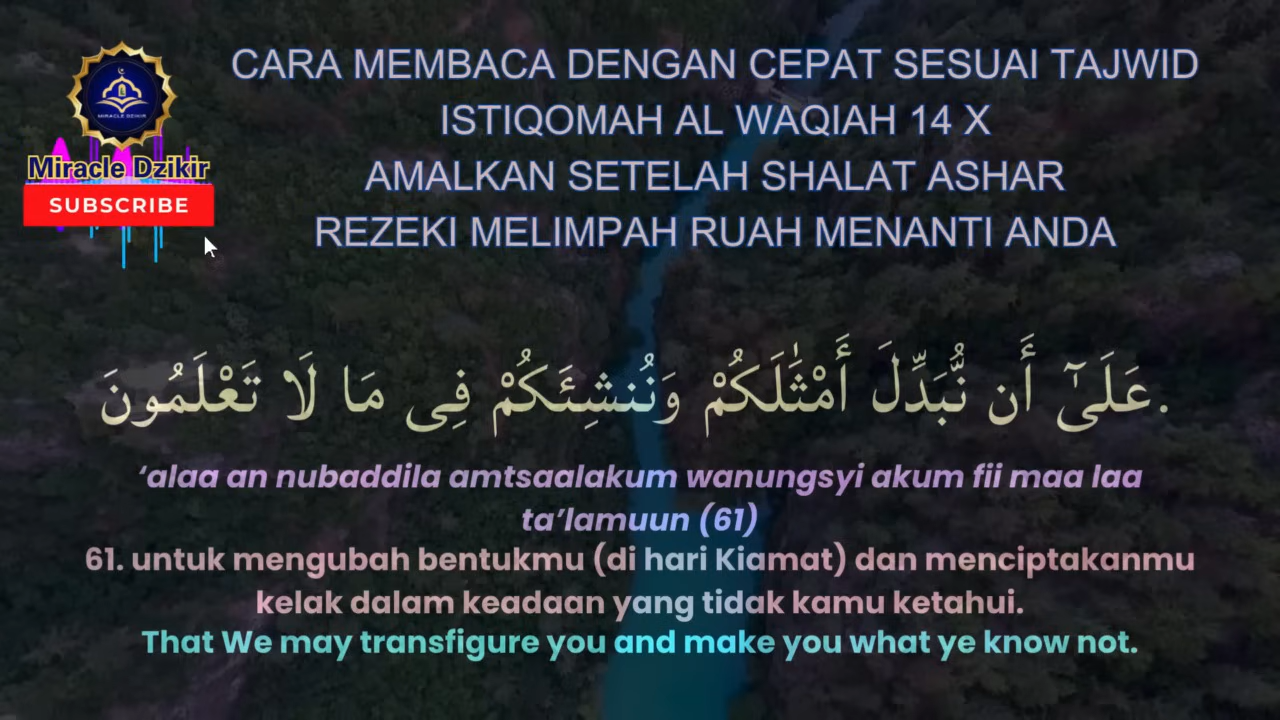 CARA MEMBACA DENGAN CEPAT SESUAI TAJWID
ISTIQOMAH AL WAQIAH 14 X
AMALKAN SETELAH SHALAT ASHAR
REZEKI MELIMPAH RUAH MENANTI ANDA
MIRACLE DZIKIR
Miracle Dzikir
SUBSCRIBE
عَلَىٰٓ أَن نُّبَدِّلَ أَمْثَٰلَكُمْ وَنُنشِئَكُمْ فِى مَا لَا تَعْلَمُونَ.
‘alaa an nubaddila amtsaalakum wanungsyi akum fii maa laa
ta’lamuun (61)
61. untuk mengubah bentukmu (di hari Kiamat) dan menciptakanmu
kelak dalam keadaan yang tidak kamu ketahui.
That We may transfigure you and make you what ye know not.